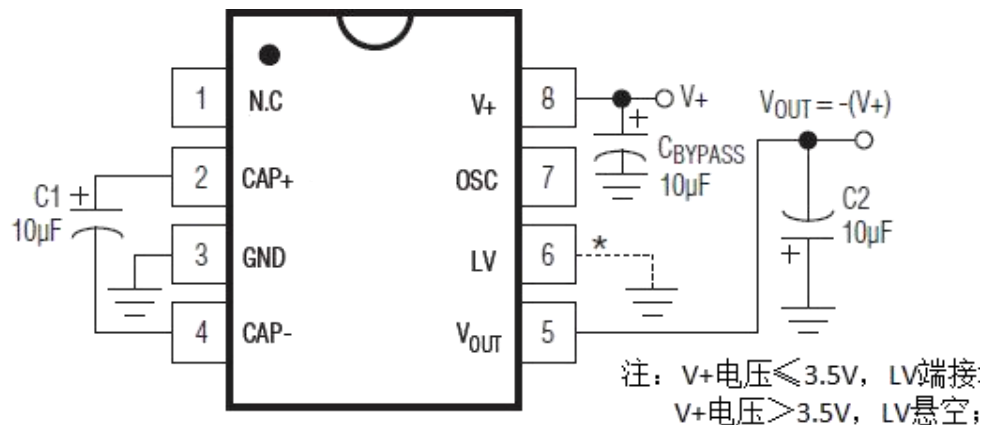 1 N.C
2 CAP+
3 GND
4 CAP-
V+ 8
OSC 7
LV 6
VOUT 5
C1 +
10µF
V+
+
CBYPASS
10µF
*
VOUT = -(V+)
C2
10µF
+
注：V+电压≤3.5V，LV端接
V+电压＞3.5V，LV悬空；